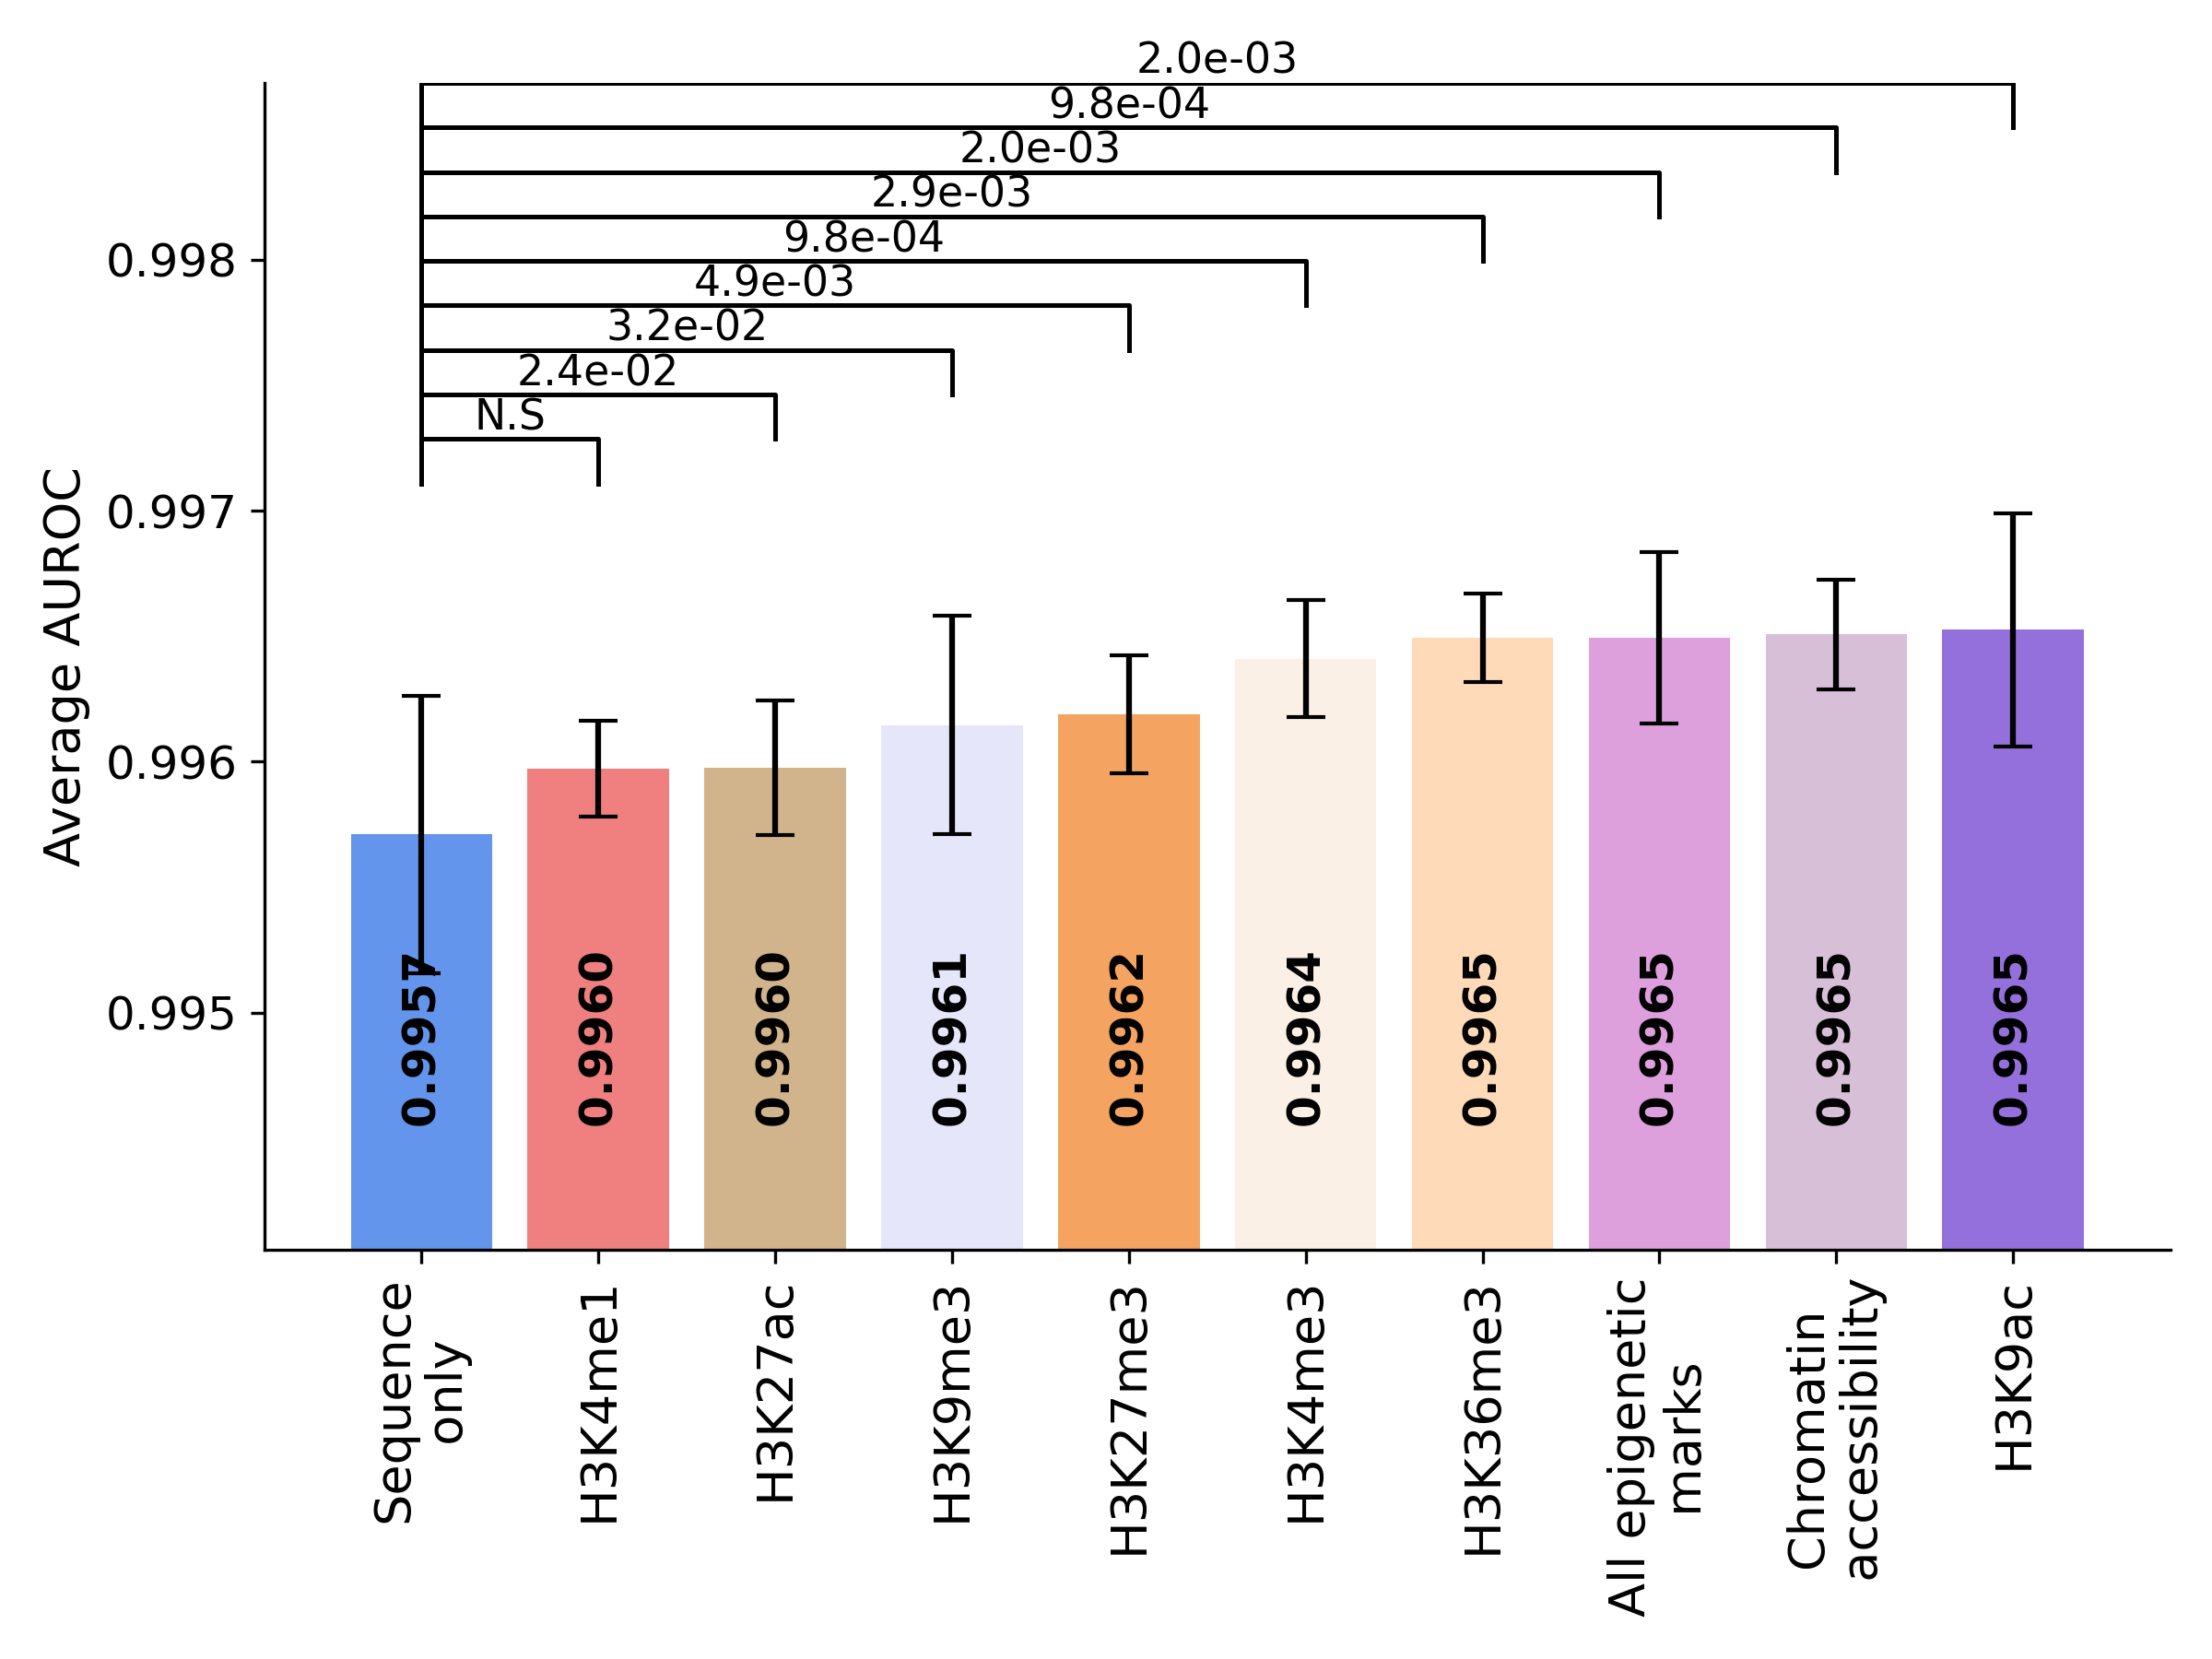 2.0e-03
9.8e-04
2.0e-03
2.9e-03
9.8e-04
4.9e-03
3.2e-02
2.4e-02
N.S
Average AUROC
0.998
0.997
0.996
0.995
0.9957
0.9960
0.9960
0.9961
0.9962
0.9964
0.9965
0.9965
0.9965
0.9965
Sequence
only
H3K4me1
H3K27ac
H3K9me3
H3K27me3
H3K4me3
H3K36me3
All epigenetic
marks
Chromatin
accessibility
H3K9ac